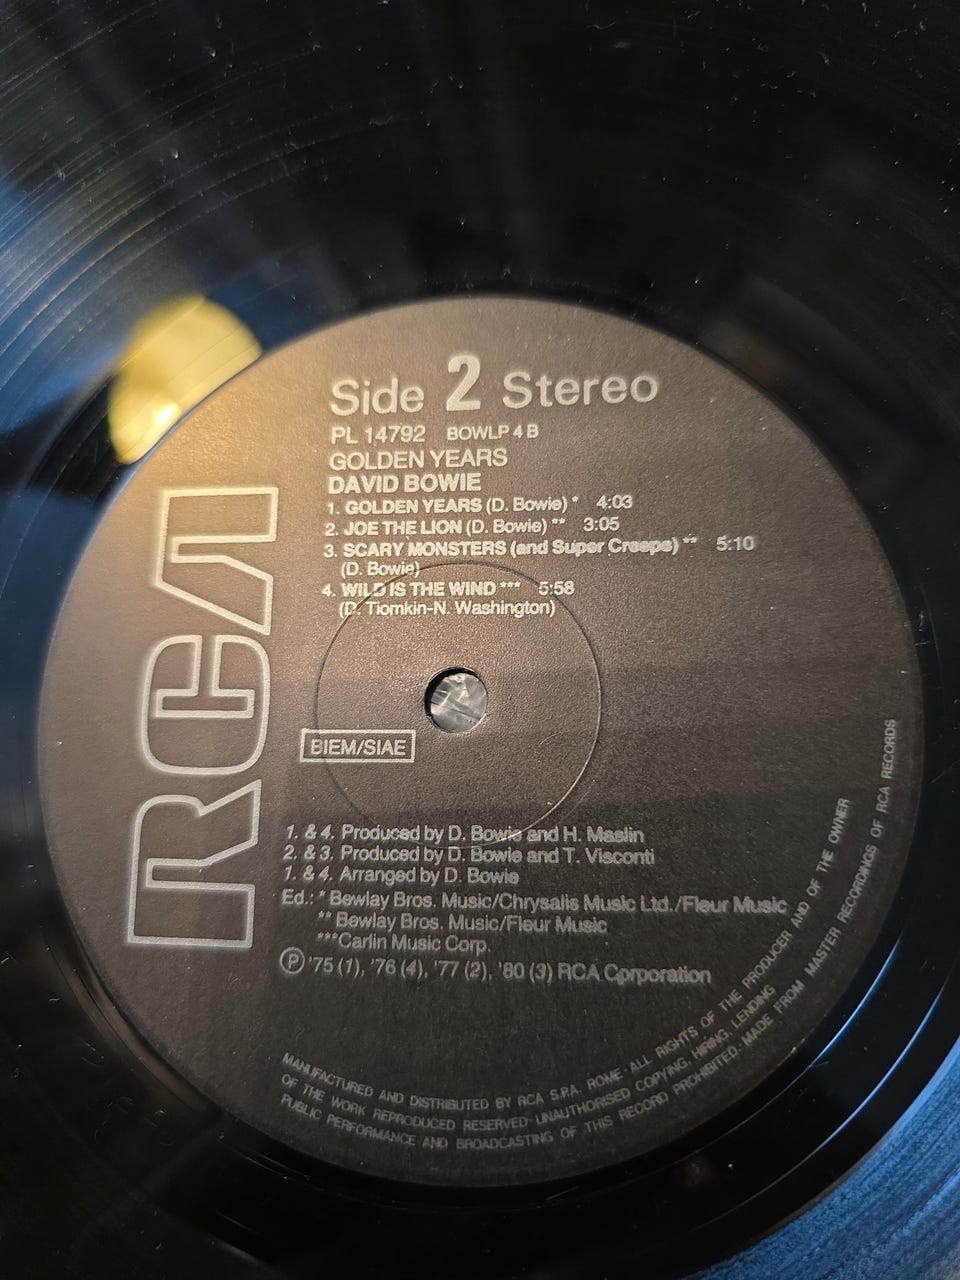 Side 2 Stereo
PL 14792 BOWLP 4 B
GOLDEN YEARS
DAVID BOWIE
1. GOLDEN YEARS (D. Bowie) * 4:03
2. JOE THE LION (D. Bowie) ** 3:05
3. SCARY MONSTERS (and Super Creeps) ** 5:10
(D. Bowie)
4. WILD IS THE WIND *** 5:58
(D. Tiomkin-N. Washington)
RCA
BIEM/SIAE
1. & 4. Produced by D. Bowie and H. Maslin
2. & 3. Produced by D. Bowie and T. Visconti
1. & 4. Arranged by D. Bowie
Ed.: * Bewlay Bros. Music/Chrysalis Music Ltd./Fleur Music
** Bewlay Bros. Music/Fleur Music
***Carlin Music Corp.
Ⓟ '75 (1), '76 (4), '77 (2), '80 (3) RCA Corporation
MANUFACTURED AND DISTRIBUTED BY RCA S.P.A. ROME · ALL RIGHTS OF THE PRODUCER AND OF THE OWNER
OF THE WORK REPRODUCED RESERVED · UNAUTHORISED COPYING, HIRING, LENDING
PUBLIC PERFORMANCE AND BROADCASTING OF THIS RECORD PROHIBITED. MADE FROM MASTER RECORDINGS OF RCA RECORDS